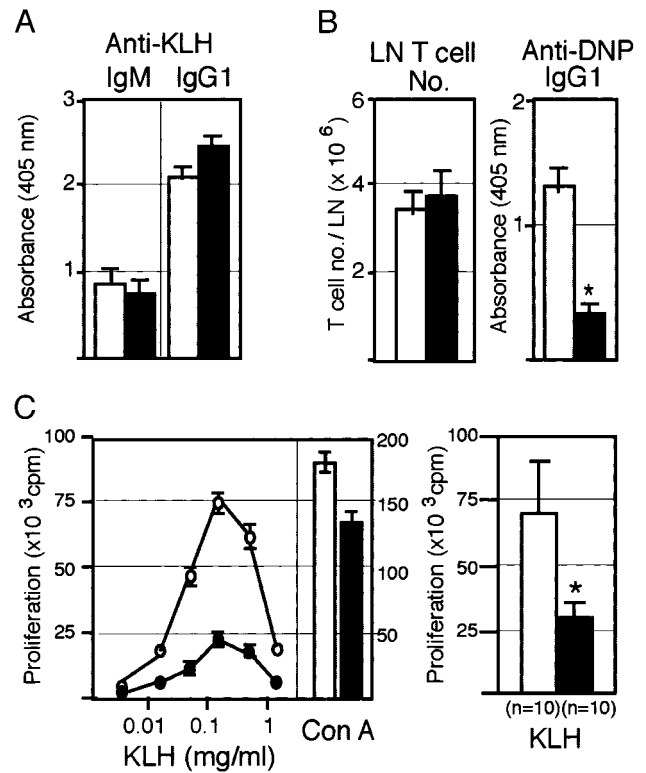 A
Anti-KLH
IgM IgG1
3
2
1
Absorbance (405 nm)
B
LN T cell
No.
6
4
2
T cell no./ LN (x 10 6)
Anti-DNP
IgG1
2
1
Absorbance (405 nm)
*
C
100
75
50
25
Proliferation (x10 3cpm)
0.01 0.1 1
KLH (mg/ml)
200
150
100
50
Con A
100
75
50
25
Proliferation (x10 3cpm)
*
(n=10)(n=10)
KLH